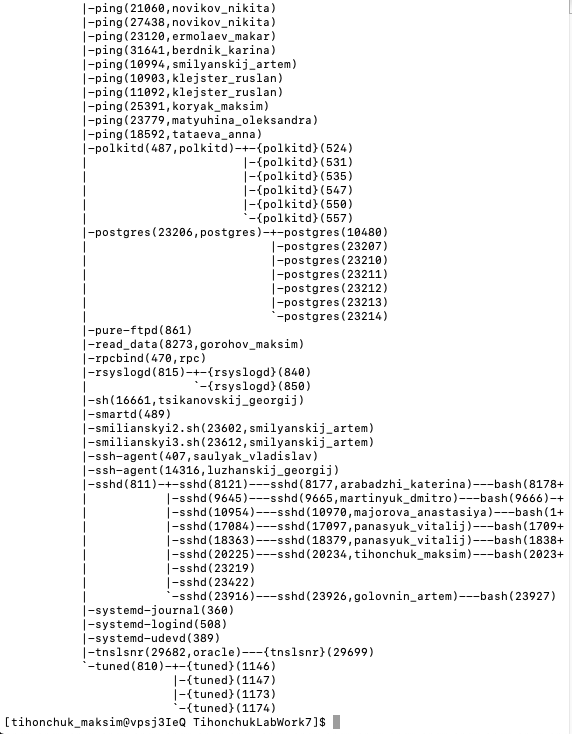 |-ping(21060,novikov_nikita)
|-ping(27438,novikov_nikita)
|-ping(23120,ermolaev_makar)
|-ping(31641,berdnik_karina)
|-ping(10994,smilyanskij_artem)
|-ping(10903,klejster_ruslan)
|-ping(11092,klejster_ruslan)
|-ping(25391,koryak_maksim)
|-ping(23779,matyuhina_oleksandra)
|-ping(18592,tataeva_anna)
|-polkitd(487,polkitd)-+-{polkitd}(524)
|                      |-{polkitd}(531)
|                      |-{polkitd}(535)
|                      |-{polkitd}(547)
|                      |-{polkitd}(550)
|                      `-{polkitd}(557)
|-postgres(23206,postgres)-+-postgres(10480)
|                          |-postgres(23207)
|                          |-postgres(23210)
|                          |-postgres(23211)
|                          |-postgres(23212)
|                          |-postgres(23213)
|                          `-postgres(23214)
|-pure-ftpd(861)
|-read_data(8273,gorohov_maksim)
|-rpcbind(470,rpc)
|-rsyslogd(815)-+-{rsyslogd}(840)
|               `-{rsyslogd}(850)
|-sh(16661,tsikanovskij_georgij)
|-smartd(489)
|-smilianskyi2.sh(23602,smilyanskij_artem)
|-smilianskyi3.sh(23612,smilyanskij_artem)
|-ssh-agent(407,saulyak_vladislav)
|-ssh-agent(14316,luzhanskij_georgij)
|-sshd(811)-+-sshd(8121)---sshd(8177,arabadzhi_katerina)---bash(8178+
|           |-sshd(9645)---sshd(9665,martinyuk_dmitro)---bash(9666)-+
|           |-sshd(10954)---sshd(10970,majorova_anastasiya)---bash(1+
|           |-sshd(17084)---sshd(17097,panasyuk_vitalij)---bash(1709+
|           |-sshd(18363)---sshd(18379,panasyuk_vitalij)---bash(1838+
|           |-sshd(20225)---sshd(20234,tihonchuk_maksim)---bash(2023+
|           |-sshd(23219)
|           |-sshd(23422)
|           `-sshd(23916)---sshd(23926,golovnin_artem)---bash(23927)
|-systemd-journal(360)
|-systemd-logind(508)
|-systemd-udevd(389)
|-tnslsnr(29682,oracle)---{tnslsnr}(29699)
`-tuned(810)-+-{tuned}(1146)
             |-{tuned}(1147)
             |-{tuned}(1173)
             `-{tuned}(1174)
[tihonchuk_maksim@vpsj3IeQ TihonchukLabWork7]$